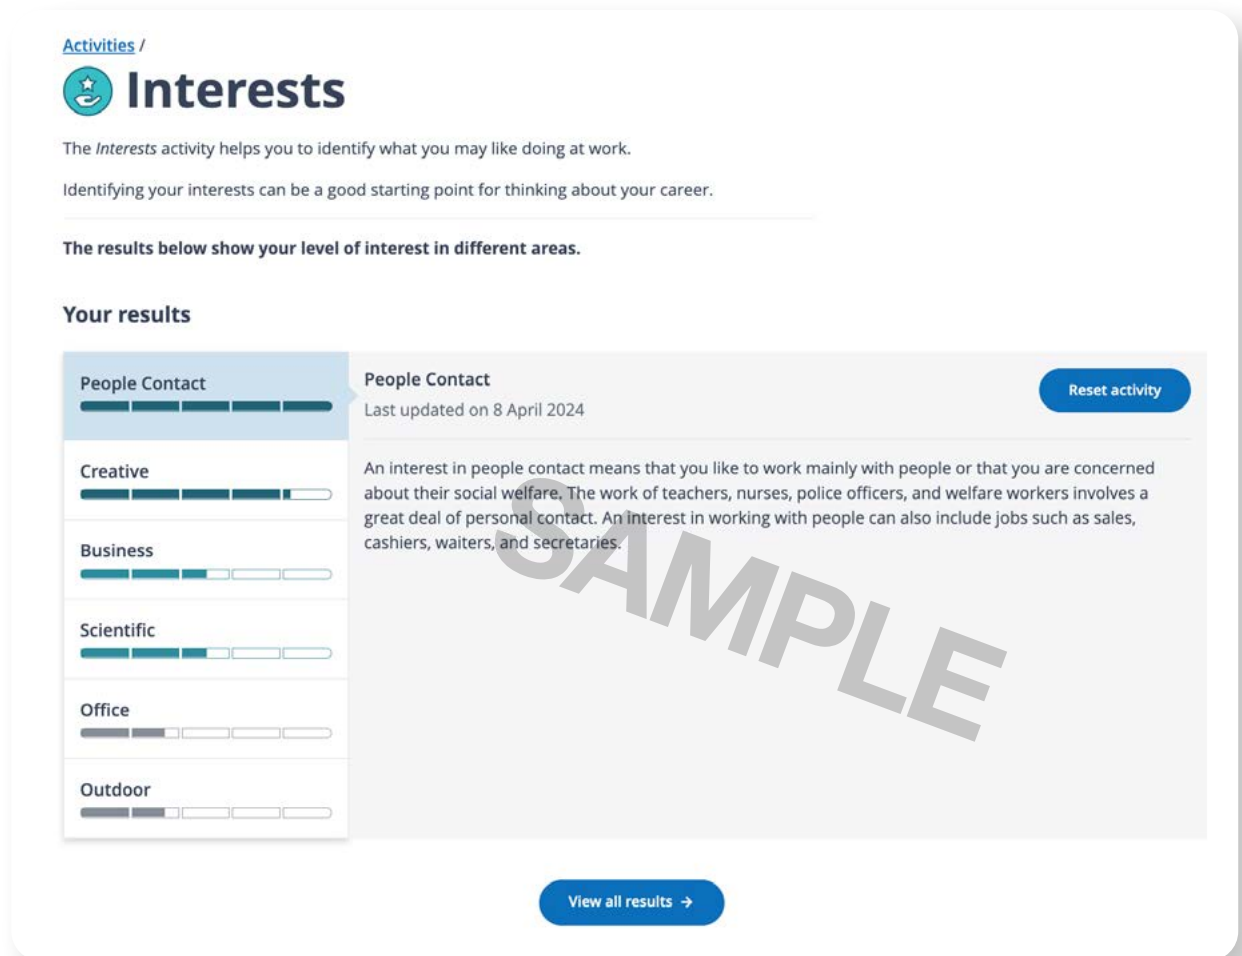 Activities /
Interests
The Interests activity helps you to identify what you may like doing at work.
Identifying your interests can be a good starting point for thinking about your career.
The results below show your level of interest in different areas.
Your results
People Contact
Creative
Business
Scientific
Office
Outdoor
People Contact
Last updated on 8 April 2024
Reset activity
An interest in people contact means that you like to work mainly with people or that you are concerned
about their social welfare. The work of teachers, nurses, police officers, and welfare workers involves a
great deal of personal contact. An interest in working with people can also include jobs such as sales,
cashiers, waiters, and secretaries.
SAMPLE
View all results →